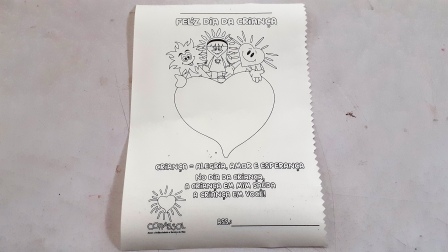 FELIZ DIA DA CRIANÇA
CRIANÇA = ALEGRIA, AMOR E ESPERANÇA
NO DIA DA CRIANÇA,
A CRIANÇA EM MIM SAÚDA
A CRIANÇA EM VOCÊ!
ASS.: